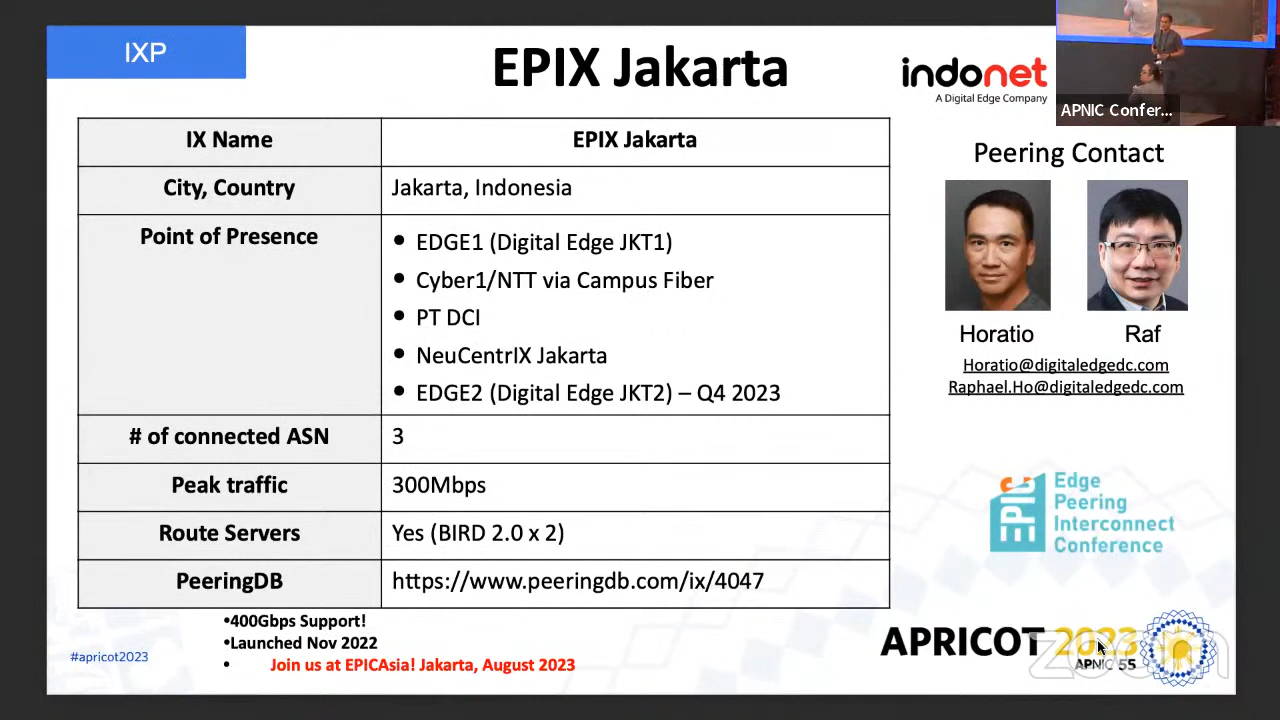 IXP
EPIX Jakarta
indonet
A Digital Edge Company
APNIC Confer...
IX Name
EPIX Jakarta
City, Country
Jakarta, Indonesia
Point of Presence
• EDGE1 (Digital Edge JKT1)
• Cyber1/NTT via Campus Fiber
• PT DCI
• NeuCentrIX Jakarta
• EDGE2 (Digital Edge JKT2) – Q4 2023
# of connected ASN
3
Peak traffic
300Mbps
Route Servers
Yes (BIRD 2.0 x 2)
PeeringDB
https://www.peeringdb.com/ix/4047
Peering Contact
Horatio
Raf
Horatio@digitaledgedc.com
Raphael.Ho@digitaledgedc.com
EPIC
Edge
Peering
Interconnect
Conference
•400Gbps Support!
•Launched Nov 2022
• Join us at EPICAsia! Jakarta, August 2023
#apricot2023
APRICOT 2023
APNIC 55
zoom